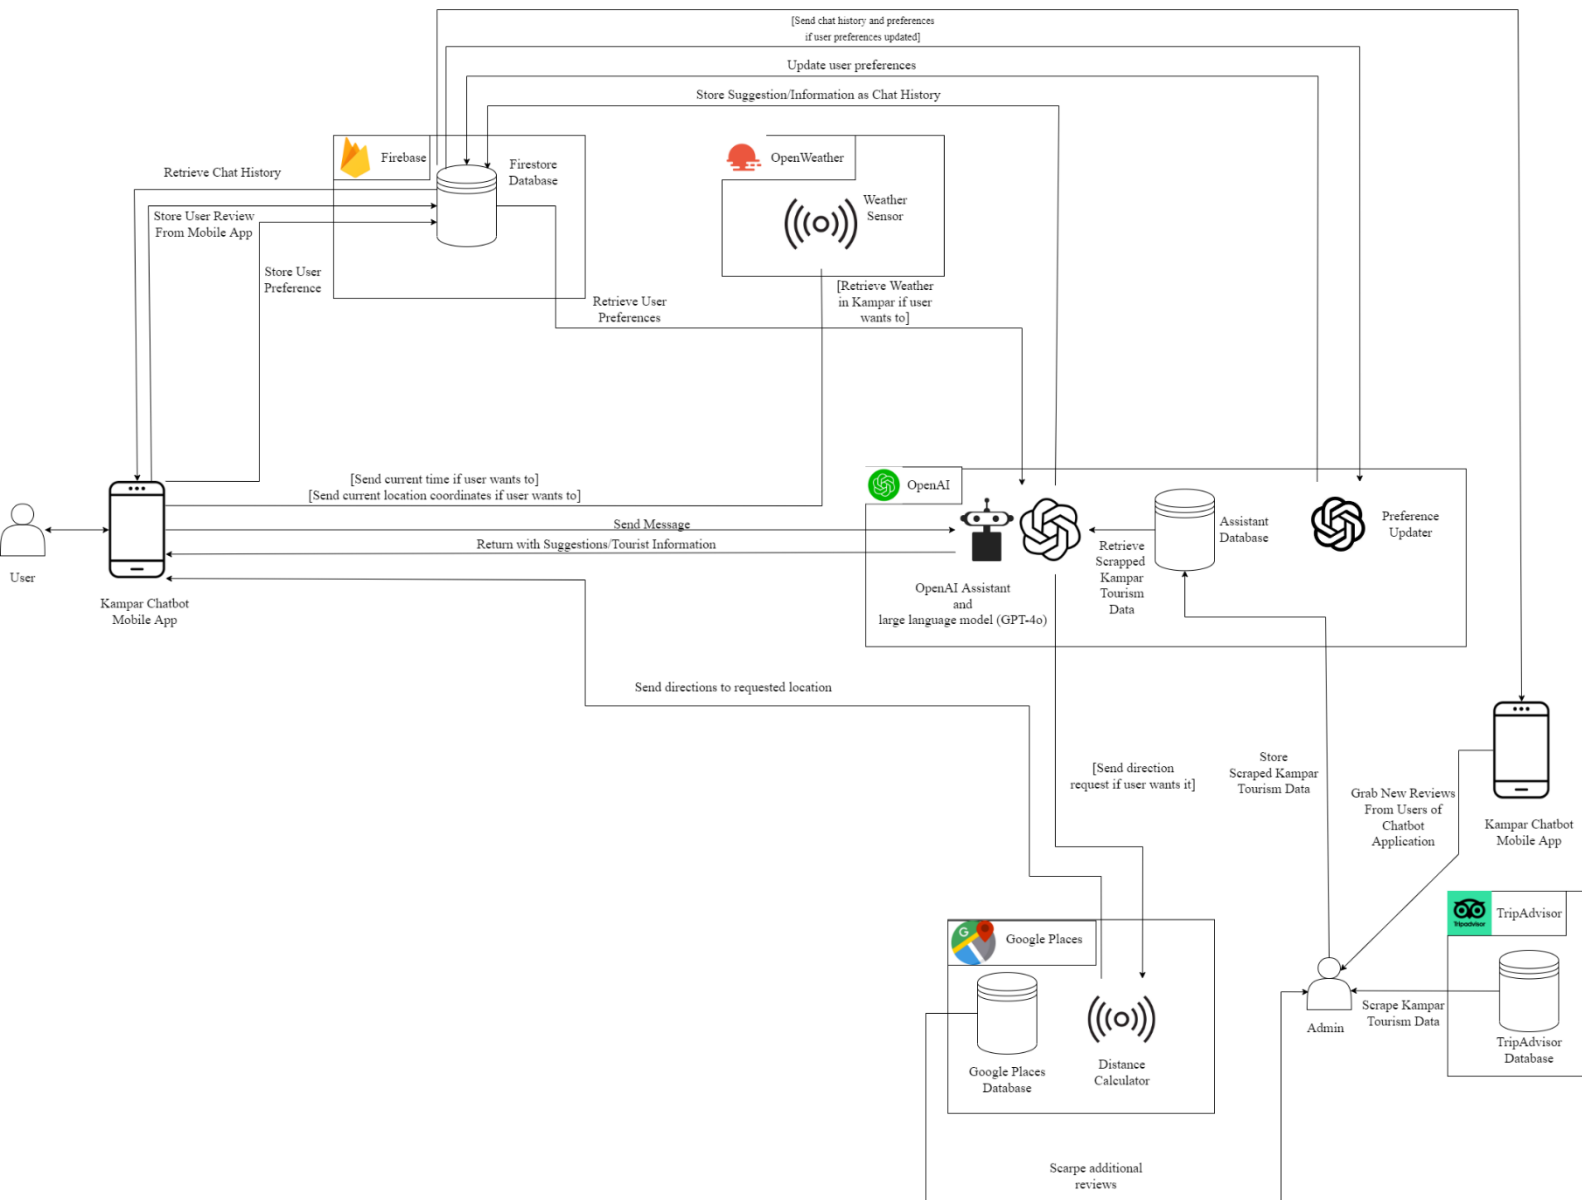 [Send chat history and preferences
if user preferences updated]
Update user preferences
Store Suggestion/Information as Chat History
Firebase
Firestore
Database
OpenWeather
Weather
Sensor
Retrieve Chat History
Store User Review
From Mobile App
Store User
Preference
Retrieve User
Preferences
[Retrieve Weather
in Kampar if user
wants to]
[Send current time if user wants to]
[Send current location coordinates if user wants to]
Send Message
Return with Suggestions/Tourist Information
User
Kampar Chatbot
Mobile App
OpenAI
OpenAI Assistant
and
large language model (GPT-4o)
Retrieve
Scrapped
Kampar
Tourism
Data
Assistant
Database
Preference
Updater
Send directions to requested location
[Send direction
request if user wants it]
Store
Scraped Kampar
Tourism Data
Grab New Reviews
From Users of
Chatbot
Application
Kampar Chatbot
Mobile App
Tripadvisor
TripAdvisor
G
Google Places
Google Places
Database
Distance
Calculator
Admin
Scrape Kampar
Tourism Data
TripAdvisor
Database
Scarpe additional
reviews